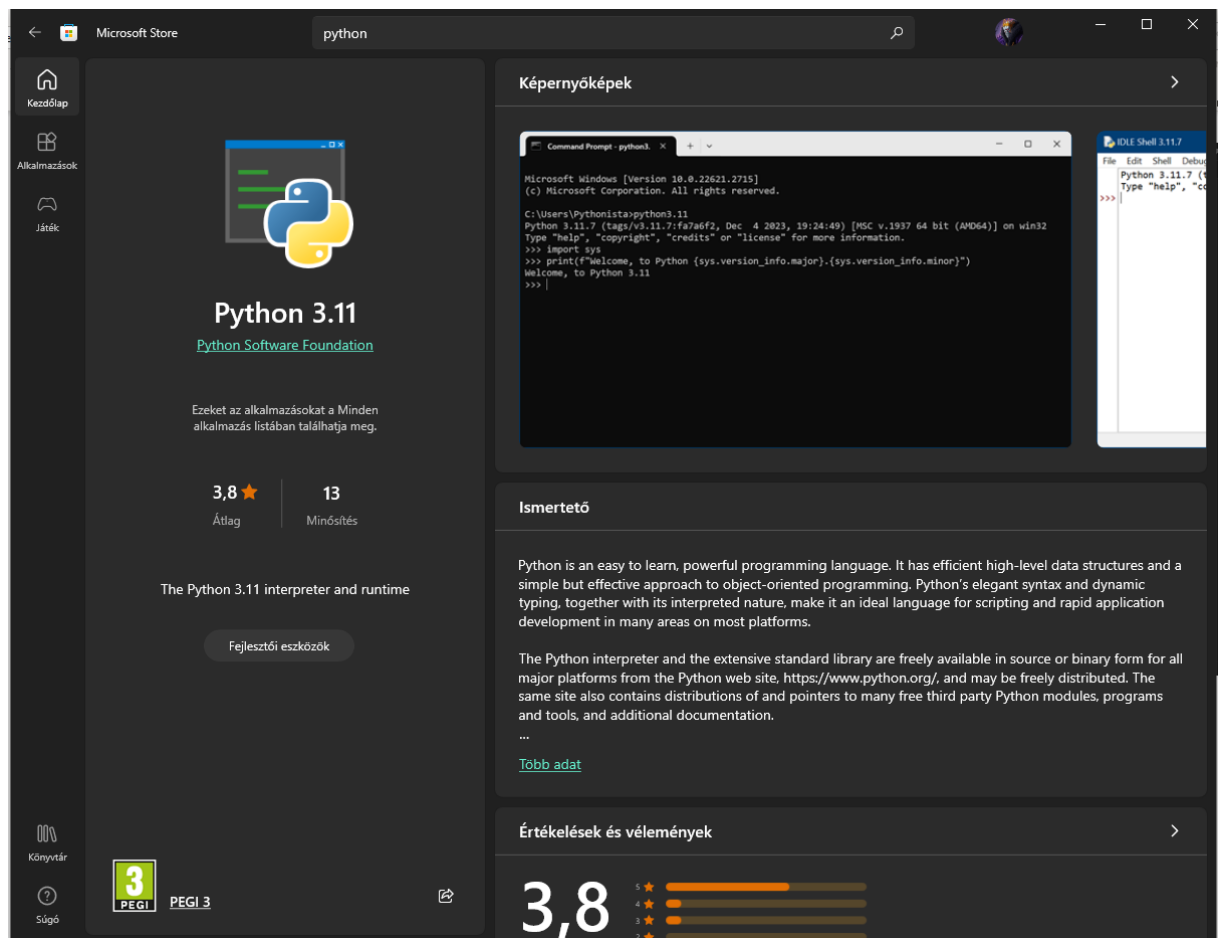 Microsoft Store
python
Kezdőlap
Alkalmazások
Játék
Könyvtár
Súgó
Python 3.11
Python Software Foundation
Ezeket az alkalmazásokat a Minden
alkalmazás listában találhatja meg.
3,8
Átlag
13
Minősítés
The Python 3.11 interpreter and runtime
Fejlesztői eszközök
3
PEGI
PEGI 3
Képernyőképek
Command Prompt - python3.
Microsoft Windows [Version 10.0.22621.2715]
(c) Microsoft Corporation. All rights reserved.
C:\Users\Pythonista>python3.11
Python 3.11.7 (tags/v3.11.7:fa7a6f2, Dec  4 2023, 19:24:49) [MSC v.1937 64 bit (AMD64)] on win32
Type "help", "copyright", "credits" or "license" for more information.
>>> import sys
>>> print(f"Welcome, to Python {sys.version_info.major}.{sys.version_info.minor}")
Welcome, to Python 3.11
>>>
IDLE Shell 3.11.7
File Edit Shell Debug
Python 3.11.7 (t
Type "help", "co
>>>
Ismertető
Python is an easy to learn, powerful programming language. It has efficient high-level data structures and a
simple but effective approach to object-oriented programming. Python's elegant syntax and dynamic
typing, together with its interpreted nature, make it an ideal language for scripting and rapid application
development in many areas on most platforms.
The Python interpreter and the extensive standard library are freely available in source or binary form for all
major platforms from the Python web site, https://www.python.org/, and may be freely distributed. The
same site also contains distributions of and pointers to many free third party Python modules, programs
and tools, and additional documentation.
...
Több adat
Értékelések és vélemények
3,8
5
4
3
2